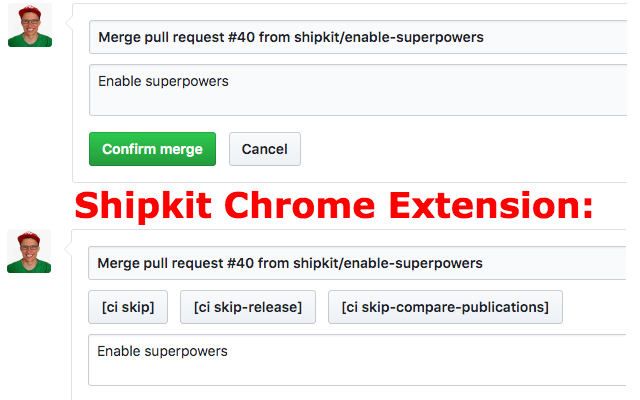 Merge pull request #40 from shipkit/enable-superpowers
Enable superpowers
Confirm merge Cancel
Shipkit Chrome Extension:
Merge pull request #40 from shipkit/enable-superpowers
[ci skip] [ci skip-release] [ci skip-compare-publications]
Enable superpowers